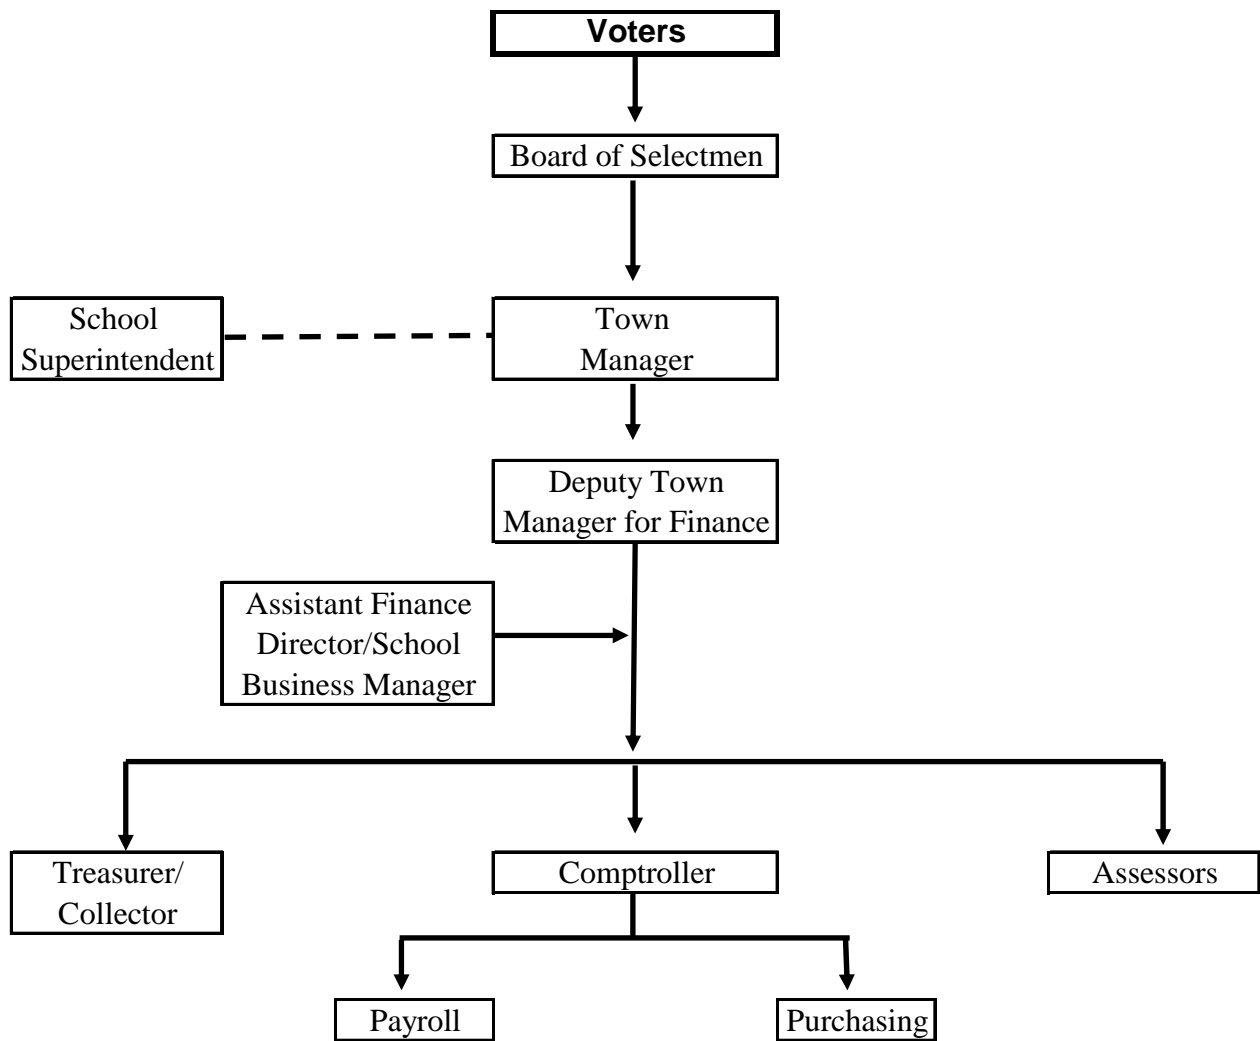 Voters
Board of Selectmen
School
Superintendent
Town
Manager
Deputy Town
Manager for Finance
Assistant Finance
Director/School
Business Manager
Treasurer/
Collector
Comptroller
Assessors
Payroll
Purchasing